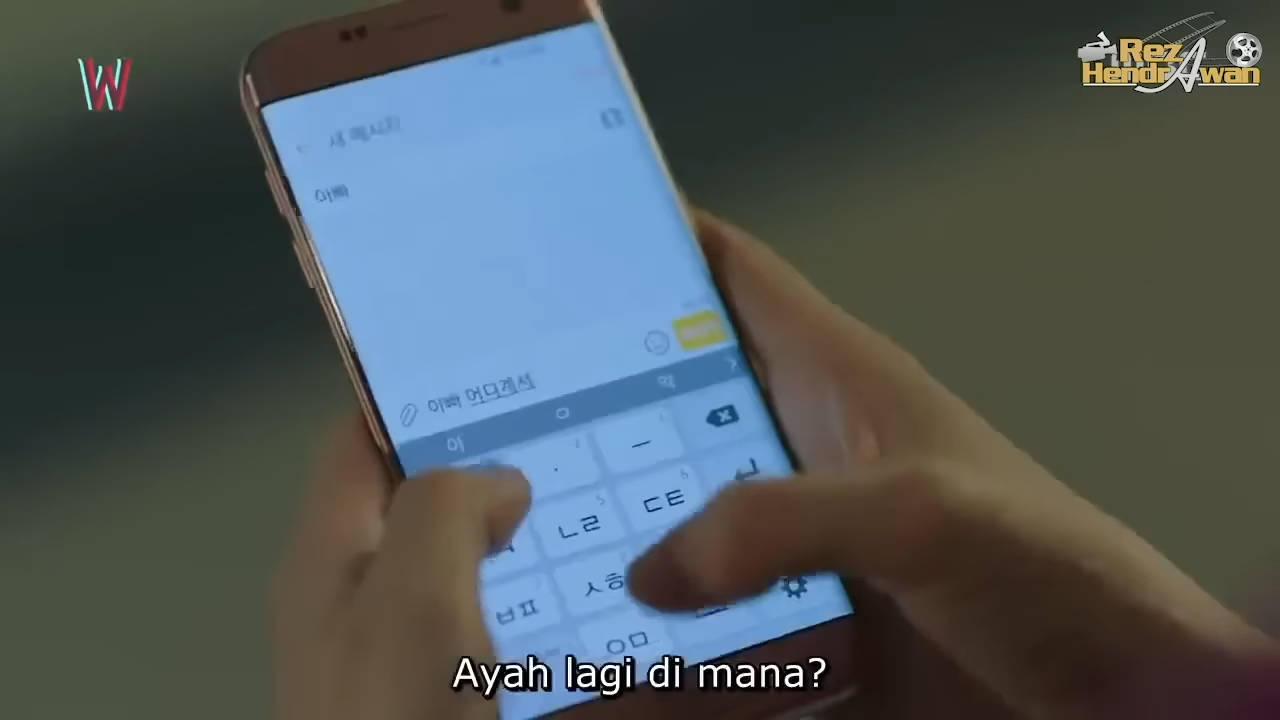 W
Rez
HendrAwan
새 메시지
아빠
아빠 어디계셔
이
ㅇ
ㆍ
ㅡ
ㄴㄹ
ㄷㅌ
ㅂㅍ
ㅅㅎ
ㅇㅁ
Ayah lagi di mana?